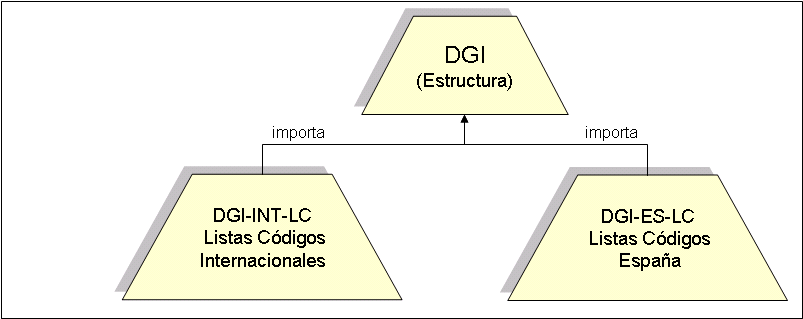 DGI
(Estructura)
importa
importa
DGI-INT-LC
Listas Códigos
Internacionales
DGI-ES-LC
Listas Códigos
España